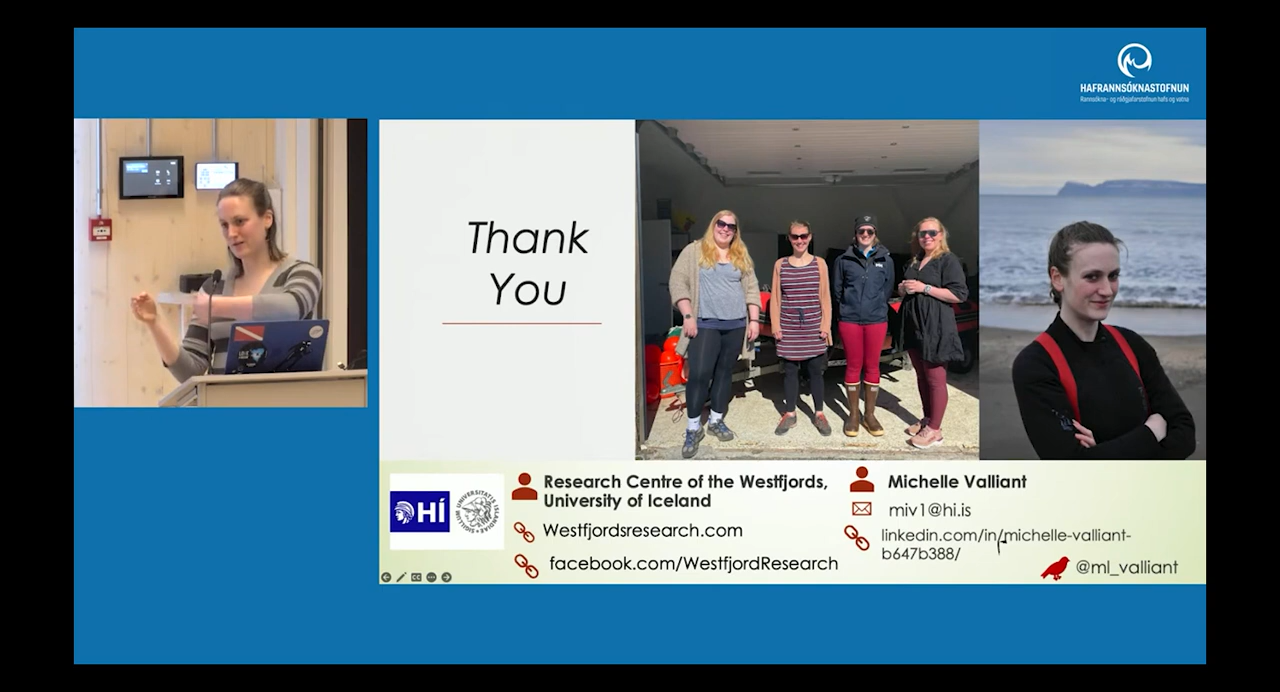 HAFRANNSÓKNASTOFNUN
Rannsókna- og ráðgjafarstofnun hafs og vatna
Thank
You
HÍ
Research Centre of the Westfjords,
University of Iceland
Westfjordsresearch.com
facebook.com/WestfjordResearch
Michelle Valliant
miv1@hi.is
linkedin.com/in/michelle-valliant-
b647b388/
@ml_valliant